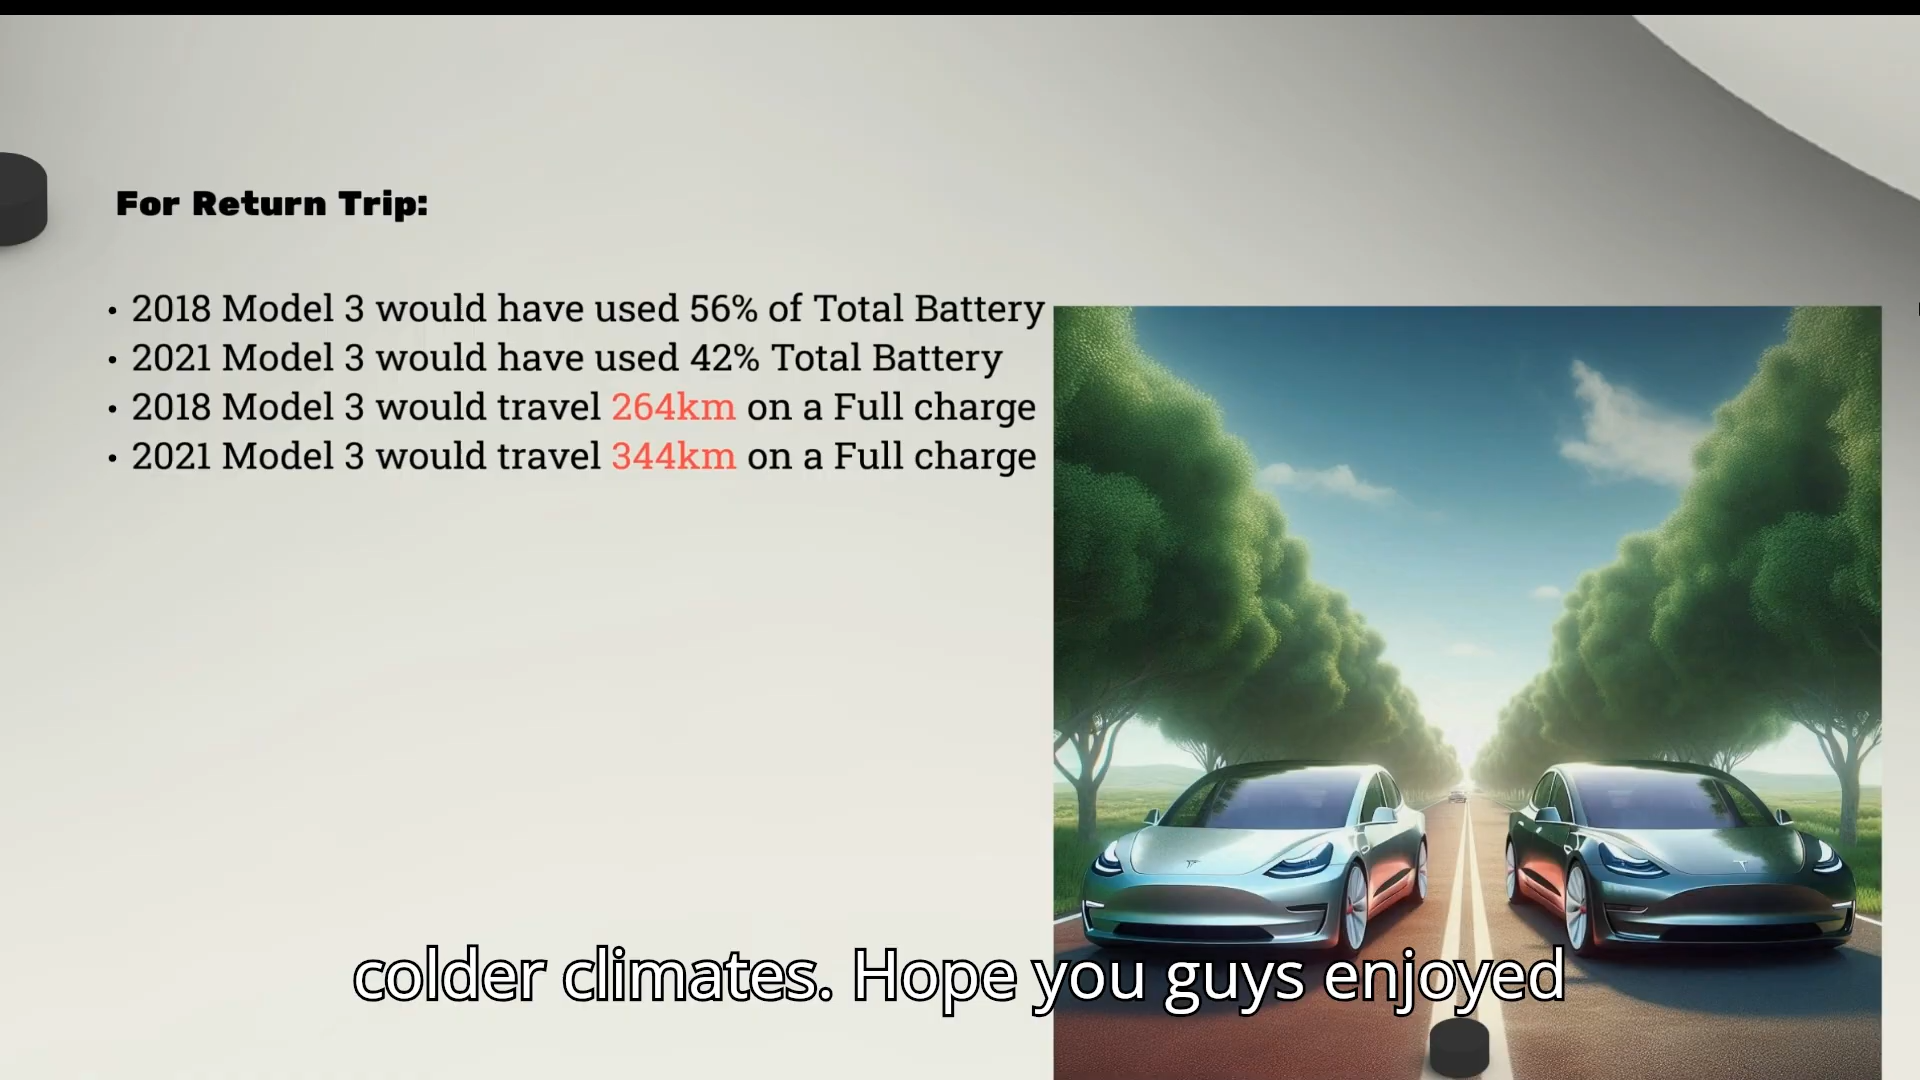 For Return Trip:
• 2018 Model 3 would have used 56% of Total Battery
• 2021 Model 3 would have used 42% Total Battery
• 2018 Model 3 would travel 264km on a Full charge
• 2021 Model 3 would travel 344km on a Full charge
colder climates. Hope you guys enjoyed